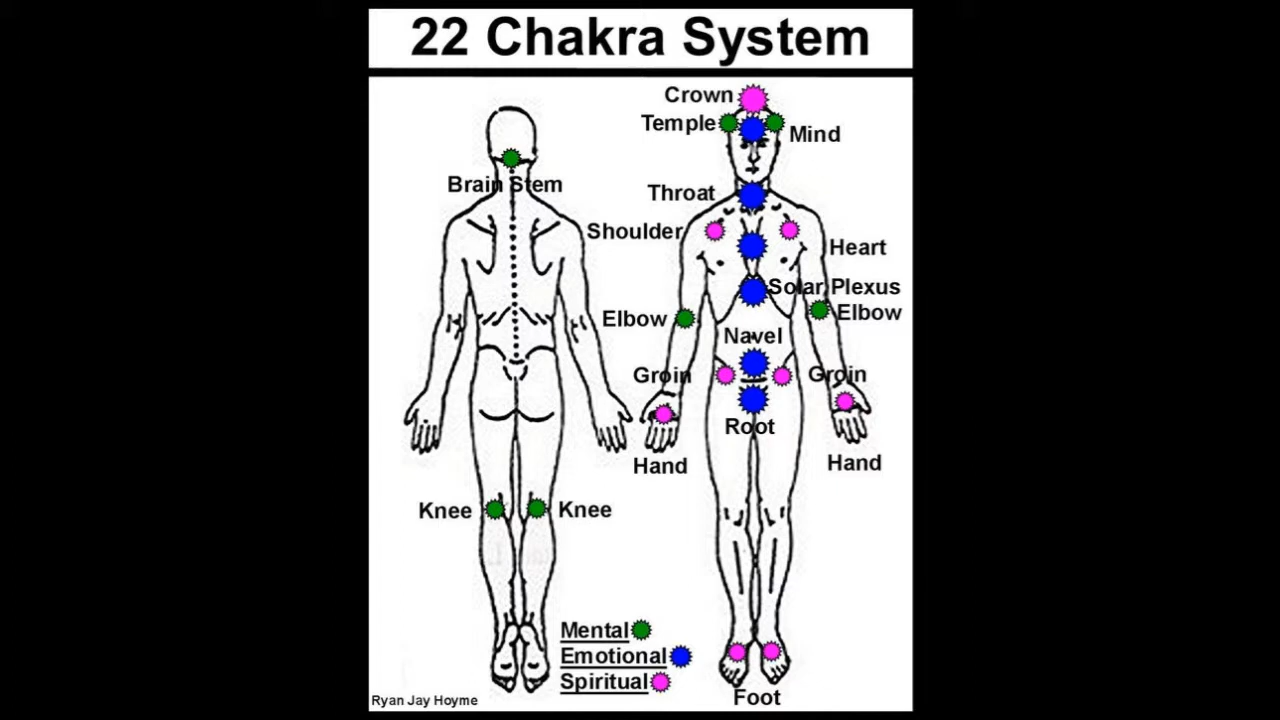 22 Chakra System
Crown
Temple
Mind
Brain Stem
Throat
Shoulder
Heart
Solar Plexus
Elbow
Elbow
Navel
Groin
Groin
Root
Hand
Hand
Knee
Knee
Mental
Emotional
Spiritual
Foot
Ryan Jay Hoyme